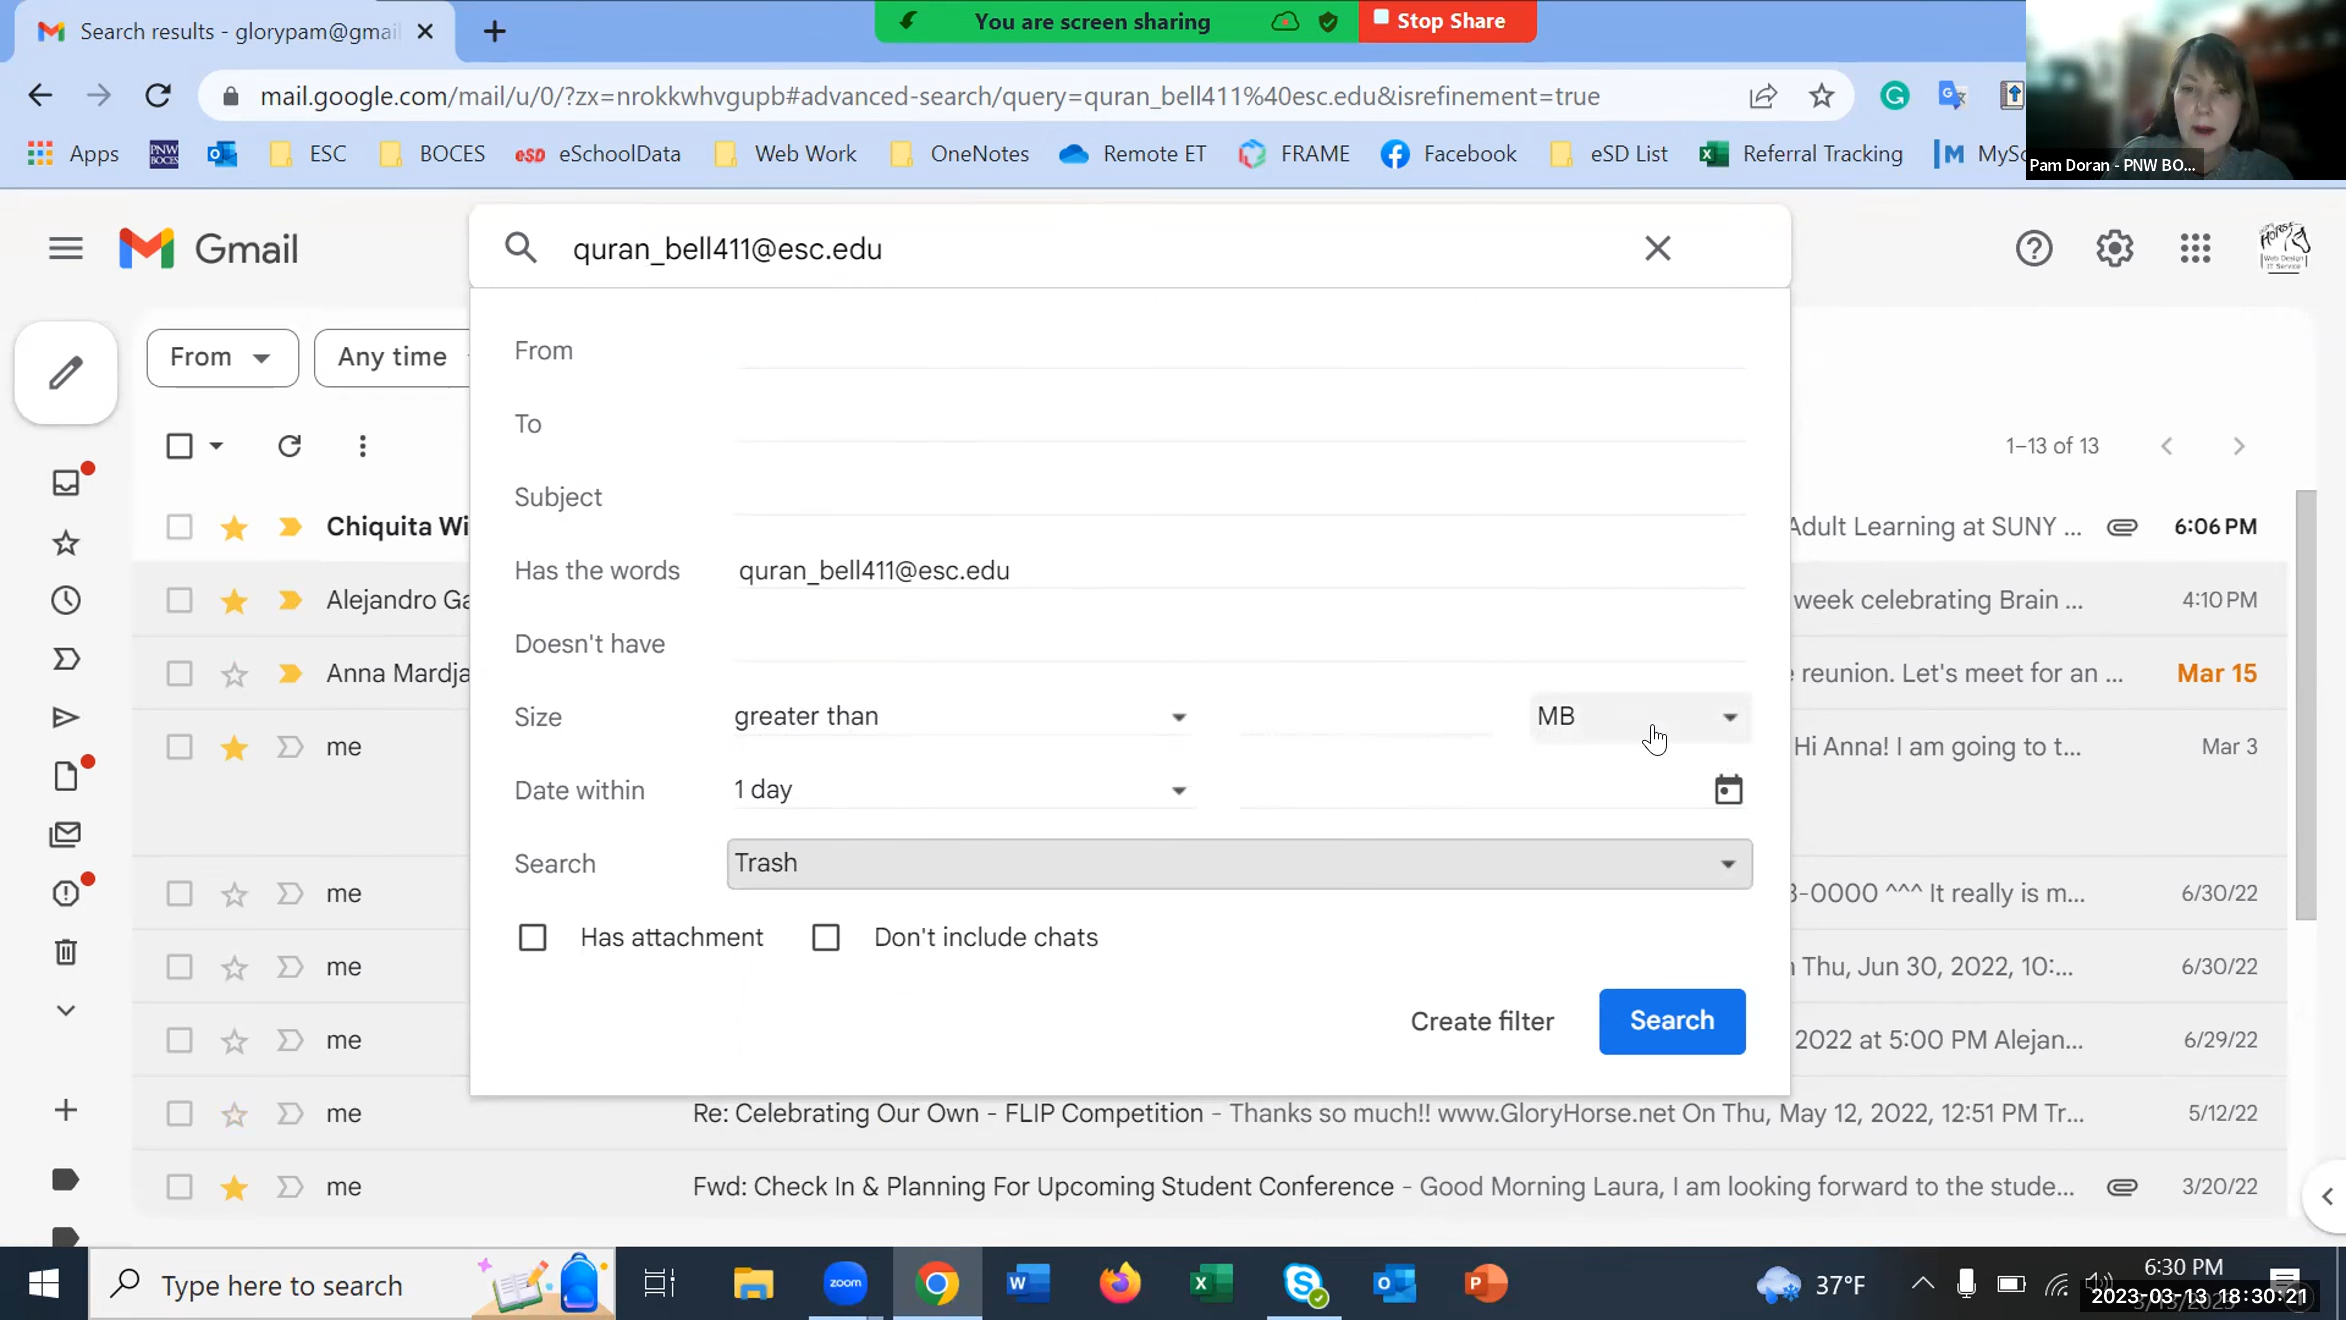 Search results - glorypam@gmai
You are screen sharing
Stop Share
mail.google.com/mail/u/0/?zx=nrokkwhvgupb#advanced-search/query=quran_bell411%40esc.edu&isrefinement=true
Apps
PNW BOCES
ESC
BOCES
eSD eSchoolData
Web Work
OneNotes
Remote ET
FRAME
Facebook
eSD List
Referral Tracking
MySc
Pam Doran - PNW BO...
Gmail
quran_bell411@esc.edu
HORSE
Web Design
IT Service
From
Any time
From
To
Subject
Has the words quran_bell411@esc.edu
Doesn't have
Size greater than MB
Date within 1 day
Search Trash
Has attachment Don't include chats
Create filter Search
1–13 of 13
Chiquita Wi Adult Learning at SUNY ... 6:06 PM
Alejandro Ga week celebrating Brain ... 4:10 PM
Anna Mardja reunion. Let's meet for an ... Mar 15
me Hi Anna! I am going to t... Mar 3
me 3-0000 ^^^ It really is m... 6/30/22
me Thu, Jun 30, 2022, 10:... 6/30/22
me 2022 at 5:00 PM Alejan... 6/29/22
me Re: Celebrating Our Own - FLIP Competition - Thanks so much!! www.GloryHorse.net On Thu, May 12, 2022, 12:51 PM Tr... 5/12/22
me Fwd: Check In & Planning For Upcoming Student Conference - Good Morning Laura, I am looking forward to the stude... 3/20/22
Type here to search
zoom
37°F
6:30 PM
2023-03-13 18:30:21